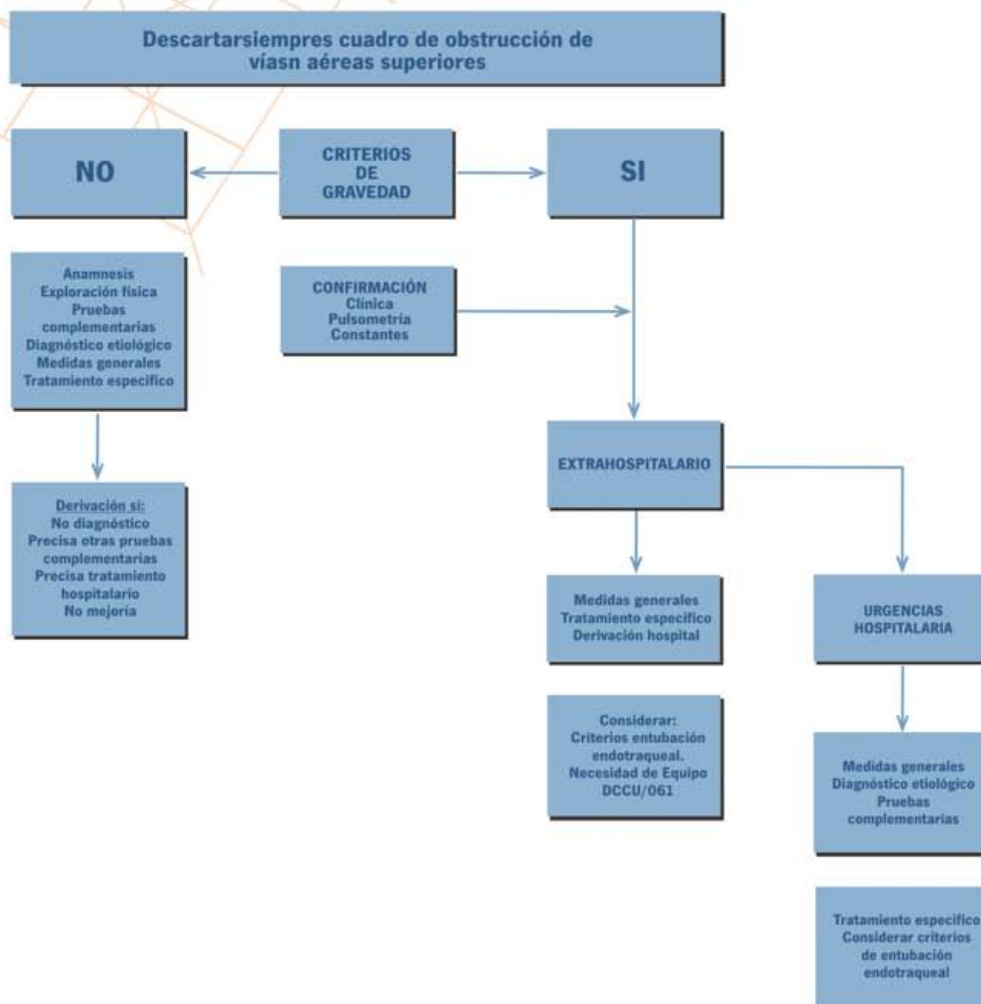 Descartarsiempres cuadro de obstrucción de
víasn aéreas superiores
NO
CRITERIOS
DE
GRAVEDAD
SI
Anamnesis
Exploración física
Pruebas
complementarias
Diagnóstico etiológico
Medidas generales
Tratamiento especifico
CONFIRMACIÓN
Clínica
Pulsometría
Constantes
Derivación si:
No diagnóstico
Precisa otras pruebas
complementarias
Precisa tratamiento
hospitalario
No mejoría
EXTRAHOSPITALARIO
Medidas generales
Tratamiento específico
Derivación hospital
Considerar:
Criterios entubación
endotraqueal.
Necesidad de Equipo
DCCU/061
URGENCIAS
HOSPITALARIA
Medidas generales
Diagnóstico etiológico
Pruebas
complementarias
Tratamiento especifico
Considerar criterios
de entubación
endotraqueal